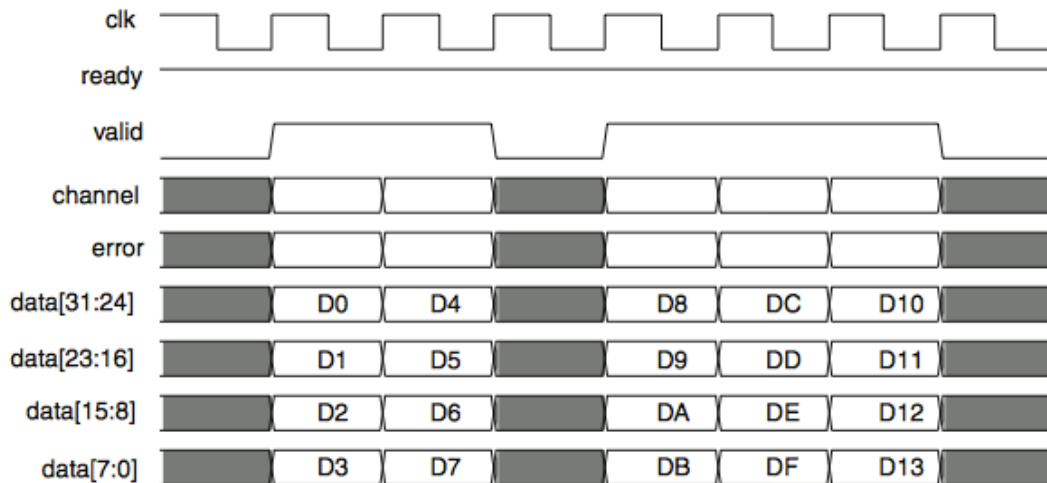 clk
ready
valid
channel
error
data[31:24] D0 D4 D8 DC D10
data[23:16] D1 D5 D9 DD D11
data[15:8] D2 D6 DA DE D12
data[7:0] D3 D7 DB DF D13